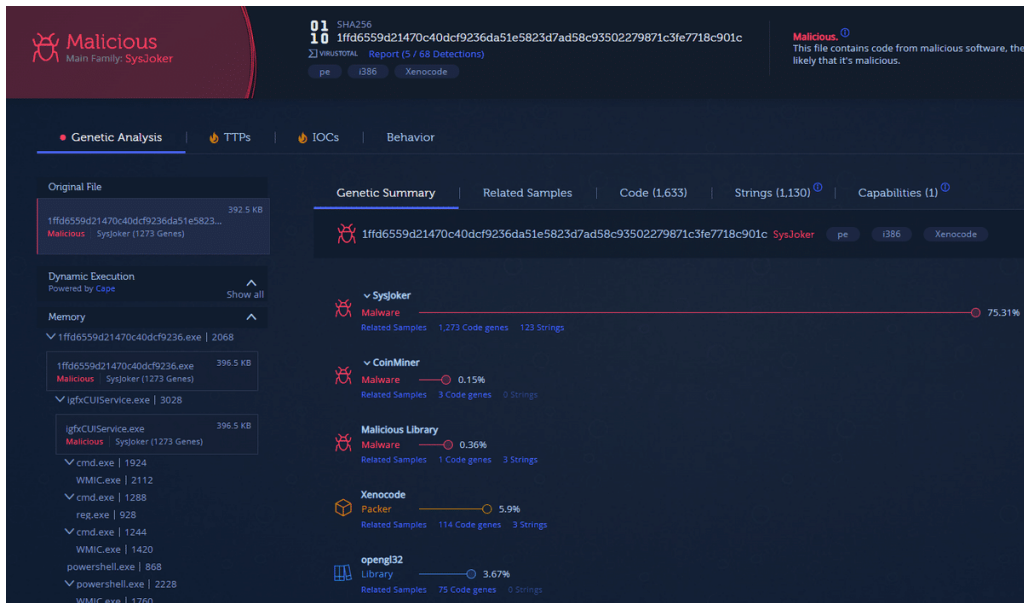 Malicious
Main Family: SysJoker
01
10
SHA256
1ffd6559d21470c40dcf9236da51e5823d7ad58c93502279871c3fe7718c901c
VIRUSTOTAL Report (5 / 68 Detections)
pe i386 Xenocode
Malicious.
This file contains code from malicious software, the
likely that it's malicious.
Genetic Analysis TTPs IOCs Behavior
Original File
392.5 KB
1ffd6559d21470c40dcf9236da51e5823...
Malicious SysJoker (1273 Genes)
Dynamic Execution
Powered by Cape
Show all
Memory
1ffd6559d21470c40dcf9236.exe | 2068
1ffd6559d21470c40dcf9236.exe 396.5 KB
Malicious SysJoker (1273 Genes)
igfxCUIService.exe | 3028
igfxCUIService.exe 396.5 KB
Malicious SysJoker (1273 Genes)
cmd.exe | 1924
WMIC.exe | 2112
cmd.exe | 1288
reg.exe | 928
cmd.exe | 1244
WMIC.exe | 1420
powershell.exe | 868
powershell.exe | 2228
WMIC.exe | 1760
Genetic Summary Related Samples Code (1,633) Strings (1,130) Capabilities (1)
1ffd6559d21470c40dcf9236da51e5823d7ad58c93502279871c3fe7718c901c SysJoker pe i386 Xenocode
SysJoker
Malware 75.31%
Related Samples 1,273 Code genes 123 Strings
CoinMiner
Malware 0.15%
Related Samples 3 Code genes 0 Strings
Malicious Library
Malware 0.36%
Related Samples 1 Code genes 3 Strings
Xenocode
Packer 5.9%
Related Samples 114 Code genes 3 Strings
opengl32
Library 3.67%
Related Samples 75 Code genes 0 Strings